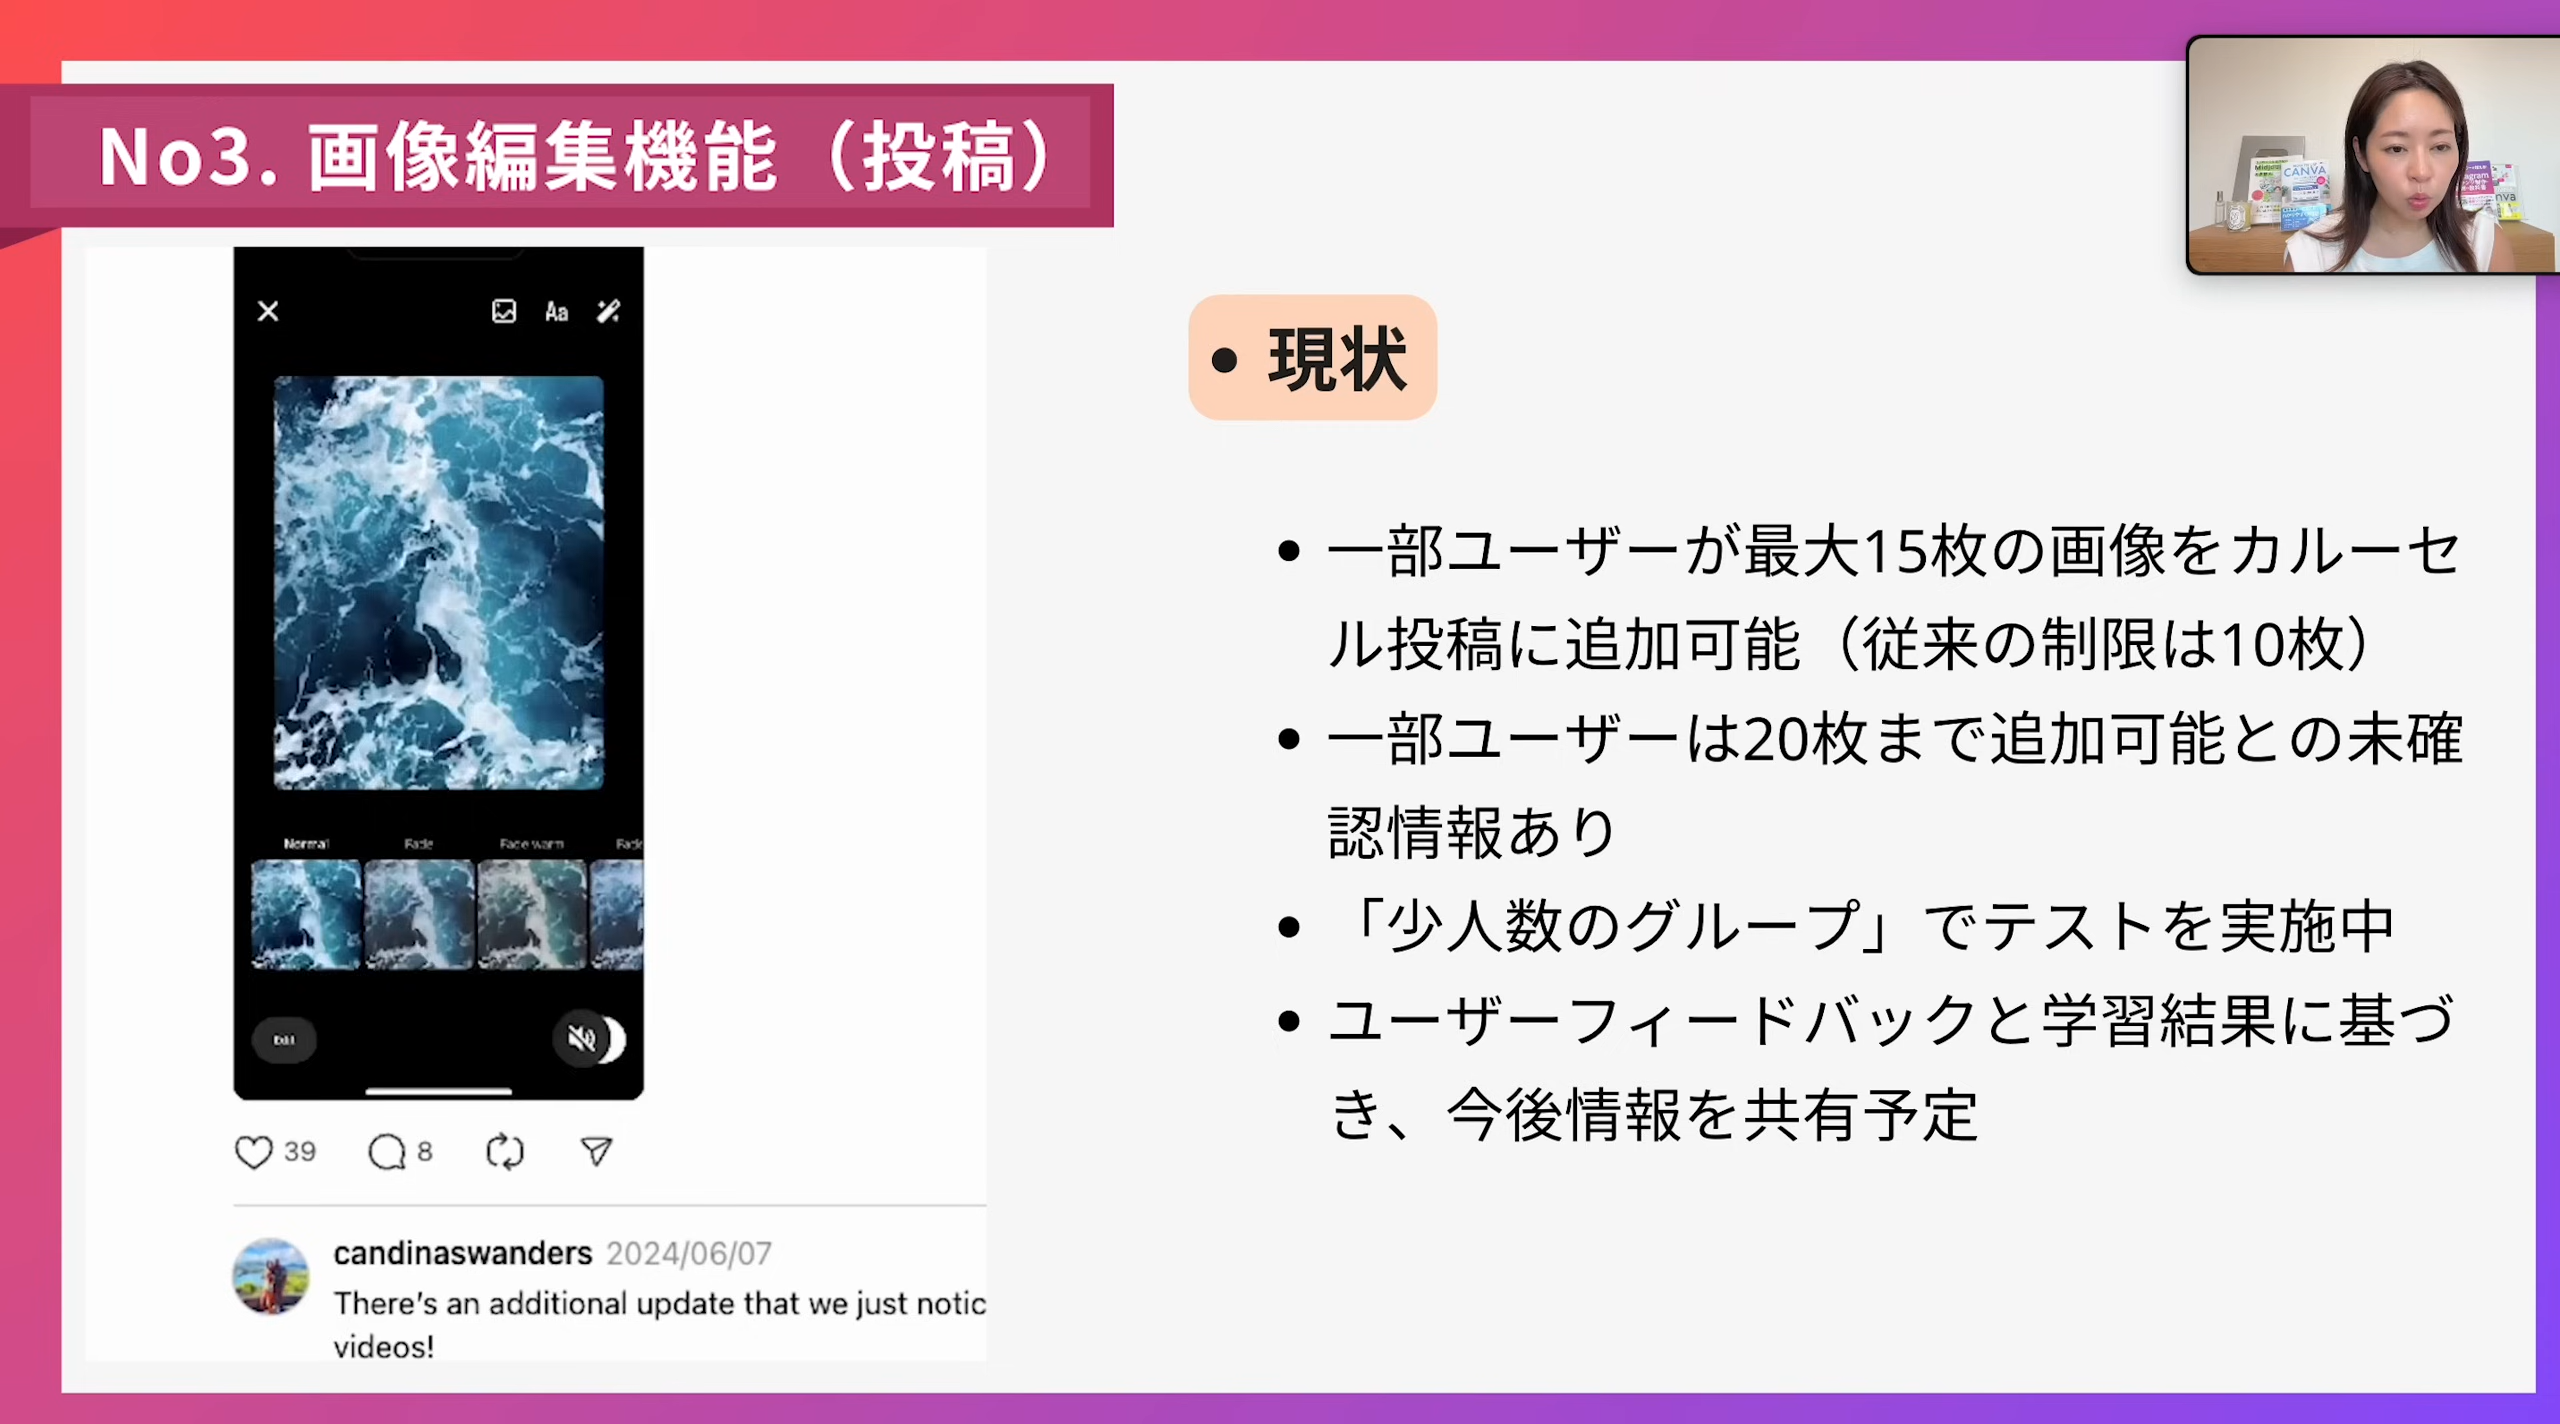 No3. 画像編集機能（投稿）
CANVA
Aa
• 現状
• 一部ユーザーが最大15枚の画像をカルーセ
ル投稿に追加可能（従来の制限は10枚）
• 一部ユーザーは20枚まで追加可能との未確
認情報あり
• 「少人数のグループ」でテストを実施中
• ユーザーフィードバックと学習結果に基づ
き、今後情報を共有予定
Normal Fade Fade warm Fade
Edit
39 8
candinaswanders 2024/06/07
There's an additional update that we just notic
videos!